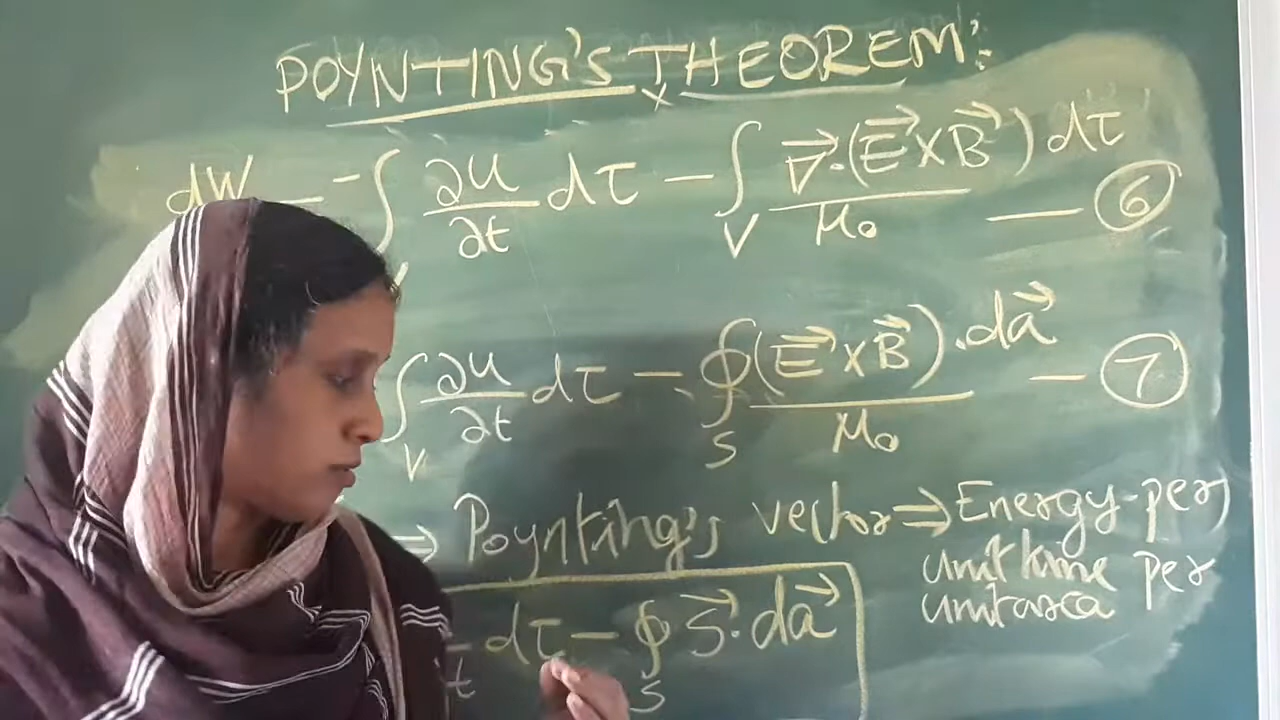 POYNTING'S THEOREM:
dW = -∫ ∂u/∂t dτ - ∫V ∇⃗·(E⃗×B⃗)/μ₀ dτ — ⑥
∫V ∂u/∂t dτ - ∮S (E⃗×B⃗)·da⃗/μ₀ — ⑦
⇒ Poynting's vector ⇒ Energy per
unit time per
unit area
t dτ - ∮S S⃗·da⃗